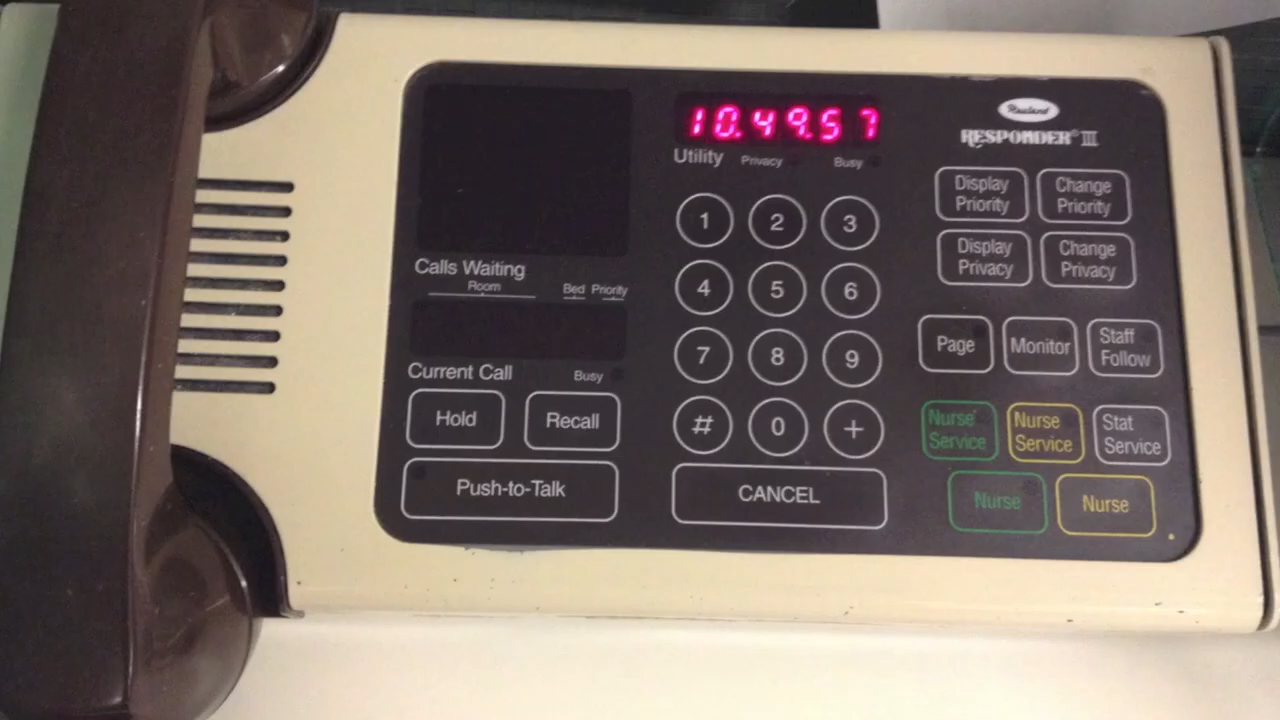 10.49.57
Utility Privacy Busy
Calls Waiting
Room Bed Priority
Current Call Busy
Hold Recall
Push-to-Talk
1 2 3
4 5 6
7 8 9
# 0 +
CANCEL
Rauland
RESPONDER® III
Display Priority
Change Priority
Display Privacy
Change Privacy
Page
Monitor
Staff Follow
Nurse Service
Nurse Service
Stat Service
Nurse
Nurse